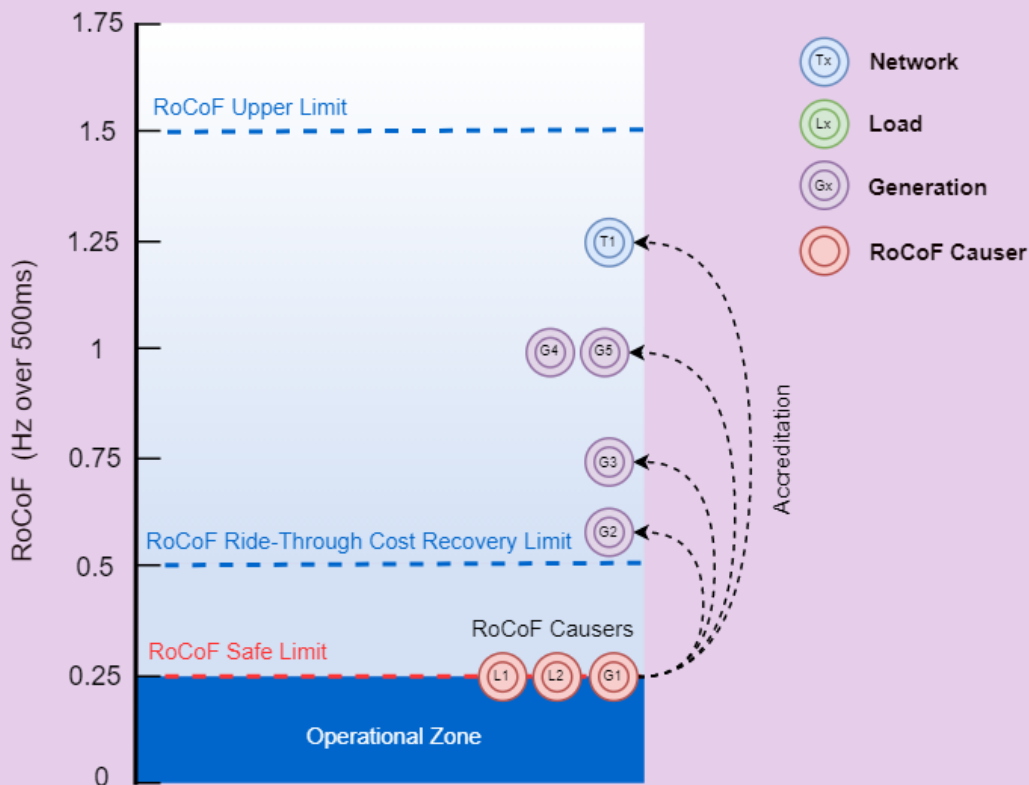 1.75
RoCoF Upper Limit
1.5
1.25
1
0.75
0.5
0.25
0
RoCoF (Hz over 500ms)
T1
G4
G5
G3
G2
RoCoF Ride-Through Cost Recovery Limit
RoCoF Causers
RoCoF Safe Limit
L1
L2
G1
Operational Zone
Accreditation
Tx
Network
Lx
Load
Gx
Generation
RoCoF Causer